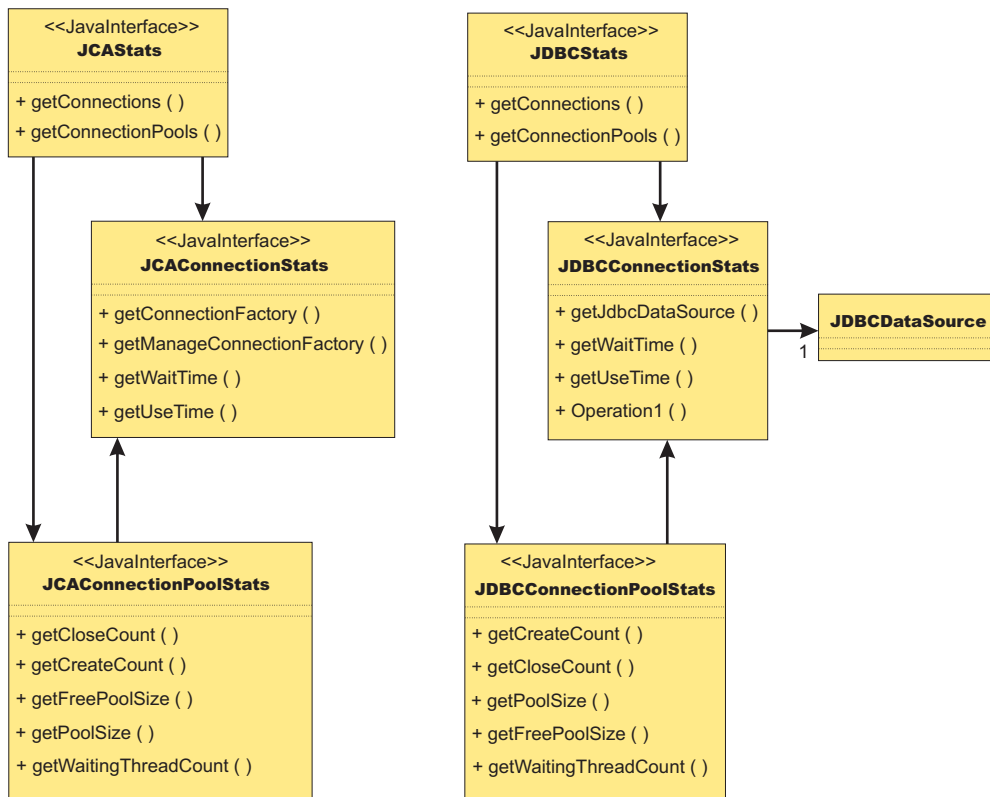 <<JavaInterface>>
JCAStats
+ getConnections ( )
+ getConnectionPools ( )
<<JavaInterface>>
JDBCStats
+ getConnections ( )
+ getConnectionPools ( )
<<JavaInterface>>
JCAConnectionStats
+ getConnectionFactory ( )
+ getManageConnectionFactory ( )
+ getWaitTime ( )
+ getUseTime ( )
<<JavaInterface>>
JDBCConnectionStats
+ getJdbcDataSource ( )
+ getWaitTime ( )
+ getUseTime ( )
+ Operation1 ( )
1
JDBCDataSource
<<JavaInterface>>
JCAConnectionPoolStats
+ getCloseCount ( )
+ getCreateCount ( )
+ getFreePoolSize ( )
+ getPoolSize ( )
+ getWaitingThreadCount ( )
<<JavaInterface>>
JDBCConnectionPoolStats
+ getCreateCount ( )
+ getCloseCount ( )
+ getPoolSize ( )
+ getFreePoolSize ( )
+ getWaitingThreadCount ( )